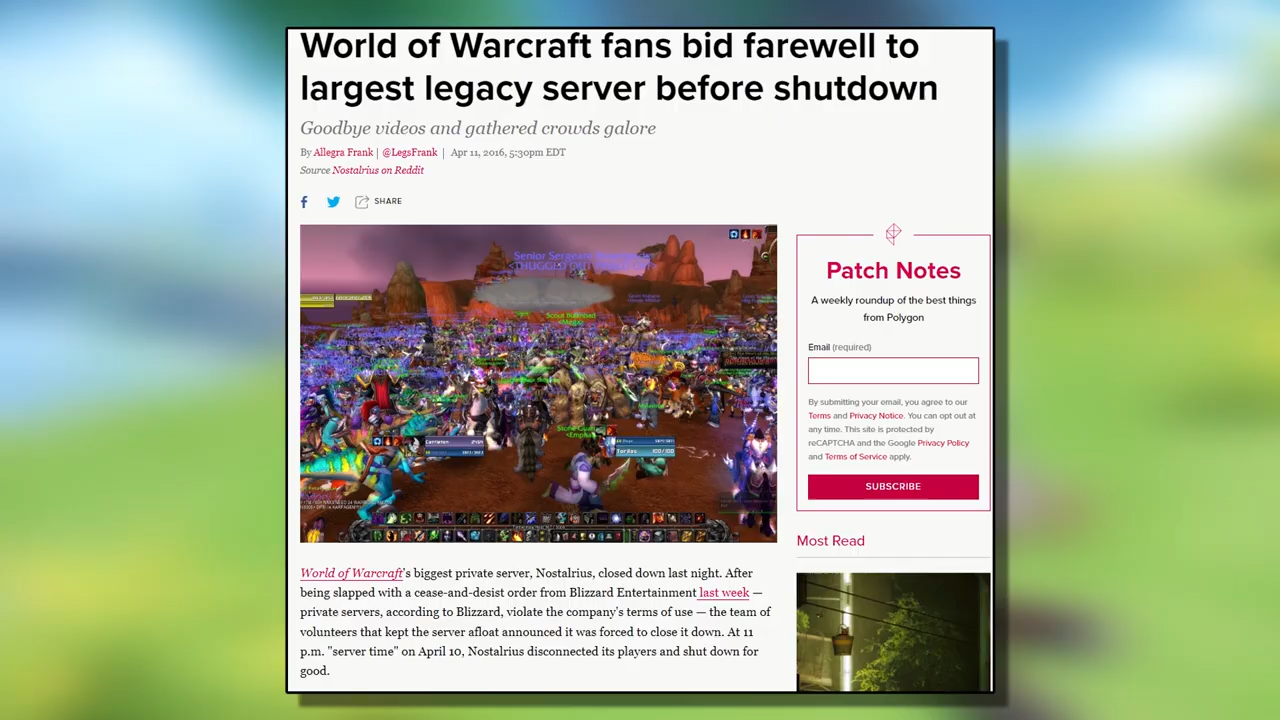 World of Warcraft fans bid farewell to
largest legacy server before shutdown
Goodbye videos and gathered crowds galore
By Allegra Frank | @LegsFrank | Apr 11, 2016, 5:30pm EDT
Source Nostalrius on Reddit
SHARE
Senior Sergeant
World of Warcraft's biggest private server, Nostalrius, closed down last night. After
being slapped with a cease-and-desist order from Blizzard Entertainment last week —
private servers, according to Blizzard, violate the company's terms of use — the team of
volunteers that kept the server afloat announced it was forced to close it down. At 11
p.m. "server time" on April 10, Nostalrius disconnected its players and shut down for
good.
Patch Notes
A weekly roundup of the best things
from Polygon
Email (required)
By submitting your email, you agree to our
Terms and Privacy Notice. You can opt out at
any time. This site is protected by
reCAPTCHA and the Google Privacy Policy
and Terms of Service apply.
SUBSCRIBE
Most Read